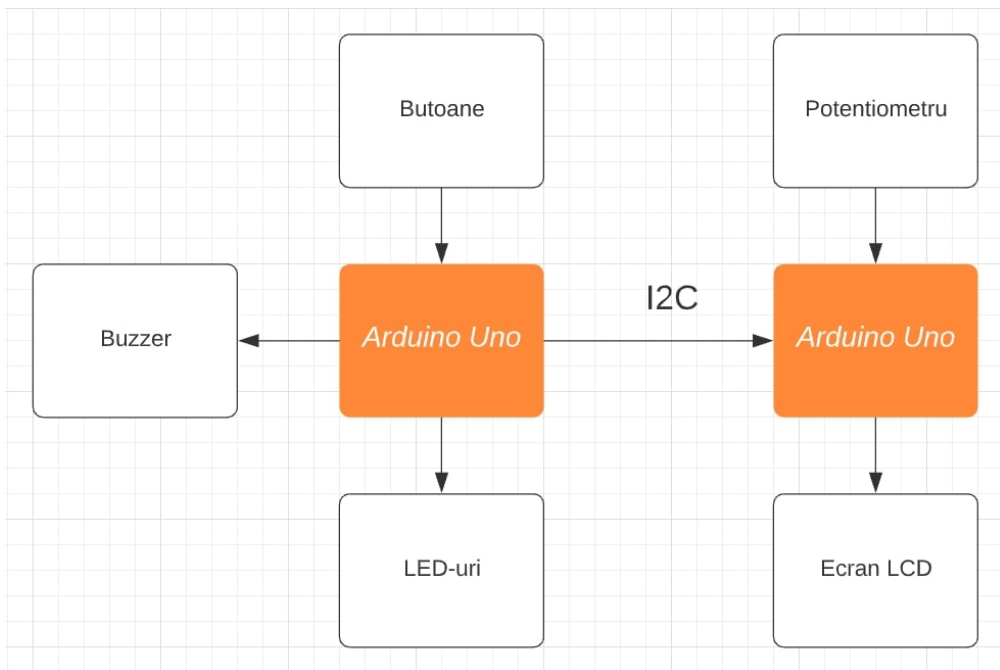 Butoane
Potentiometru
I2C
Buzzer
Arduino Uno
Arduino Uno
LED-uri
Ecran LCD